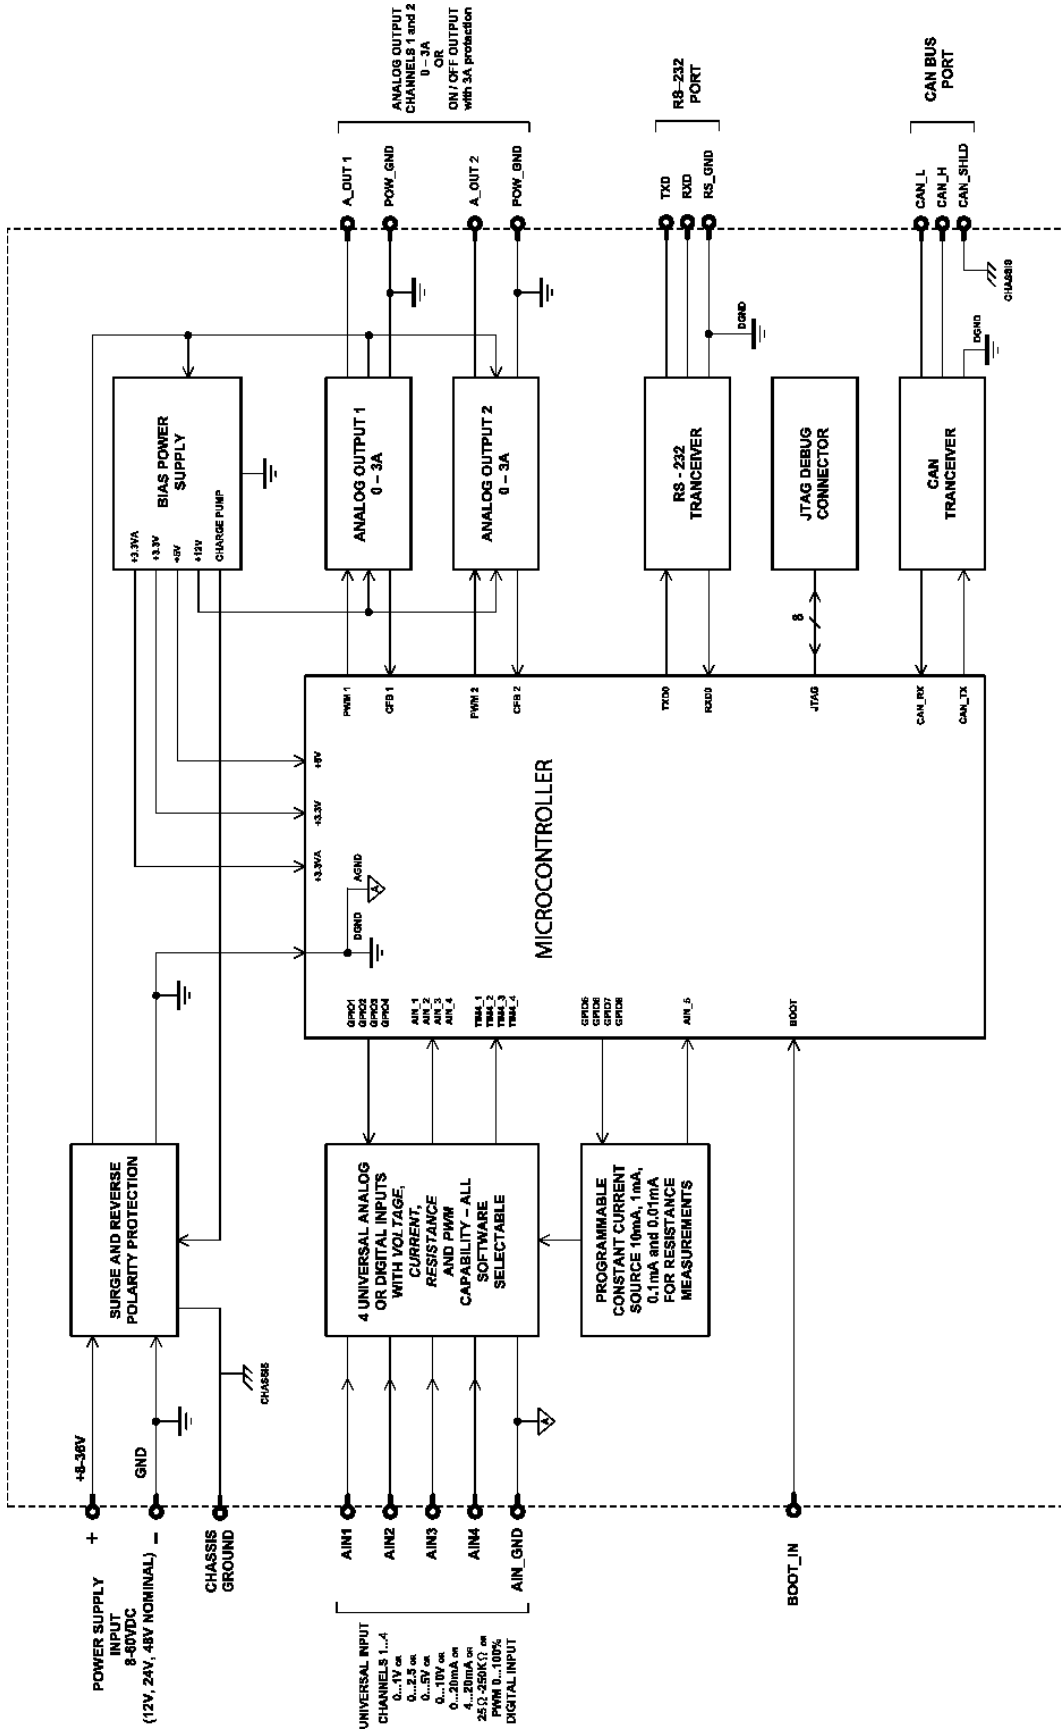 POWER SUPPLY
INPUT
8-60VDC
(12V, 24V, 48V NOMINAL)
+
−
+8-36V
GND
CHASSIS
GROUND
CHASSIS
SURGE AND REVERSE
POLARITY PROTECTION
BIAS POWER
SUPPLY
+3.3VA
+3.3V
+5V
+12V
CHARGE PUMP
UNIVERSAL INPUT
CHANNELS 1...4
0...1V OR
0...2.5 OR
0...5V OR
0...10V OR
0...20mA OR
4...20mA OR
25Ω-250KΩ OR
PWM 0...100%
DIGITAL INPUT
AIN1
AIN2
AIN3
AIN4
AIN_GND
A
4 UNIVERSAL ANALOG
OR DIGITAL INPUTS
WITH VOLTAGE,
CURRENT,
RESISTANCE
AND PWM
CAPABILITY – ALL
SOFTWARE
SELECTABLE
PROGRAMMABLE
CONSTANT CURRENT
SOURCE 10mA, 1mA,
0.1mA and 0.01mA
FOR RESISTANCE
MEASUREMENTS
BOOT_IN
MICROCONTROLLER
GPIO1
GPIO2
GPIO3
GPIO4
AIN_1
AIN_2
AIN_3
AIN_4
TIM4_1
TIM4_2
TIM4_3
TIM4_4
GPIO5
GPIO6
GPIO7
GPIO8
AIN_5
BOOT
DGND
AGND
A
+3.3VA
+3.3V
+5V
PWM 1
CFB 1
PWM 2
CFB 2
TXD0
RXD0
JTAG
CAN_RX
CAN_TX
8
ANALOG OUTPUT 1
0 – 3A
ANALOG OUTPUT 2
0 – 3A
RS - 232
TRANCEIVER
JTAG DEBUG
CONNECTOR
CAN
TRANCEIVER
DGND
DGND
CHASSIS
A_OUT 1
POW_GND
A_OUT 2
POW_GND
TXD
RXD
RS_GND
CAN_L
CAN_H
CAN_SHLD
ANALOG OUTPUT
CHANNELS 1 and 2
0 – 3A
OR
ON / OFF OUTPUT
with 3A protection
RS-232
PORT
CAN BUS
PORT